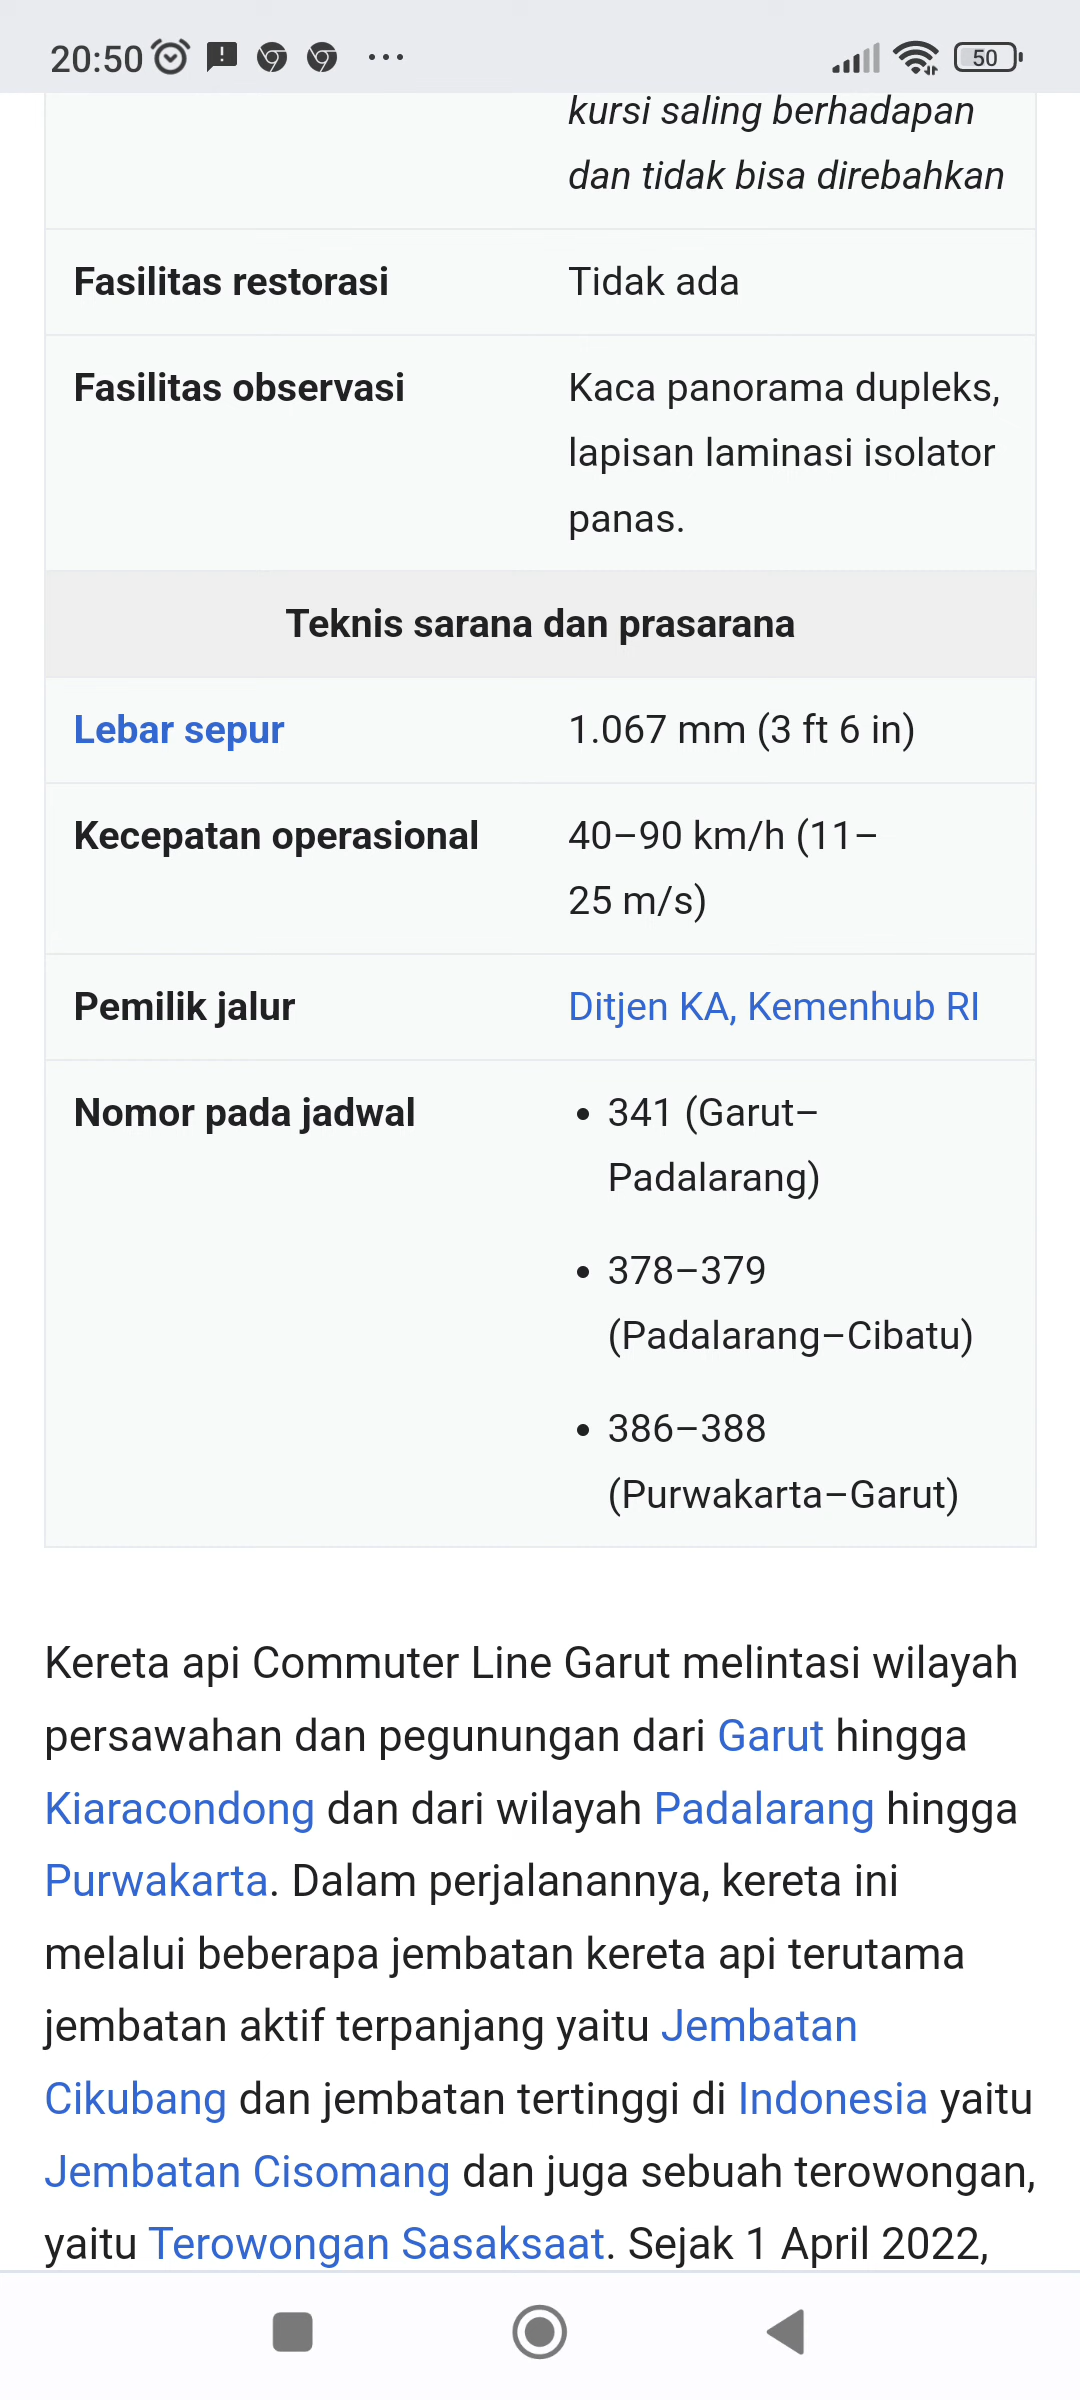 20:50
50
kursi saling berhadapan
dan tidak bisa direbahkan
Fasilitas restorasi
Tidak ada
Fasilitas observasi
Kaca panorama dupleks,
lapisan laminasi isolator
panas.
Teknis sarana dan prasarana
Lebar sepur
1.067 mm (3 ft 6 in)
Kecepatan operasional
40–90 km/h (11–
25 m/s)
Pemilik jalur
Ditjen KA, Kemenhub RI
Nomor pada jadwal
• 341 (Garut–
Padalarang)
• 378–379
(Padalarang–Cibatu)
• 386–388
(Purwakarta–Garut)
Kereta api Commuter Line Garut melintasi wilayah
persawahan dan pegunungan dari Garut hingga
Kiaracondong dan dari wilayah Padalarang hingga
Purwakarta. Dalam perjalanannya, kereta ini
melalui beberapa jembatan kereta api terutama
jembatan aktif terpanjang yaitu Jembatan
Cikubang dan jembatan tertinggi di Indonesia yaitu
Jembatan Cisomang dan juga sebuah terowongan,
yaitu Terowongan Sasaksaat. Sejak 1 April 2022,